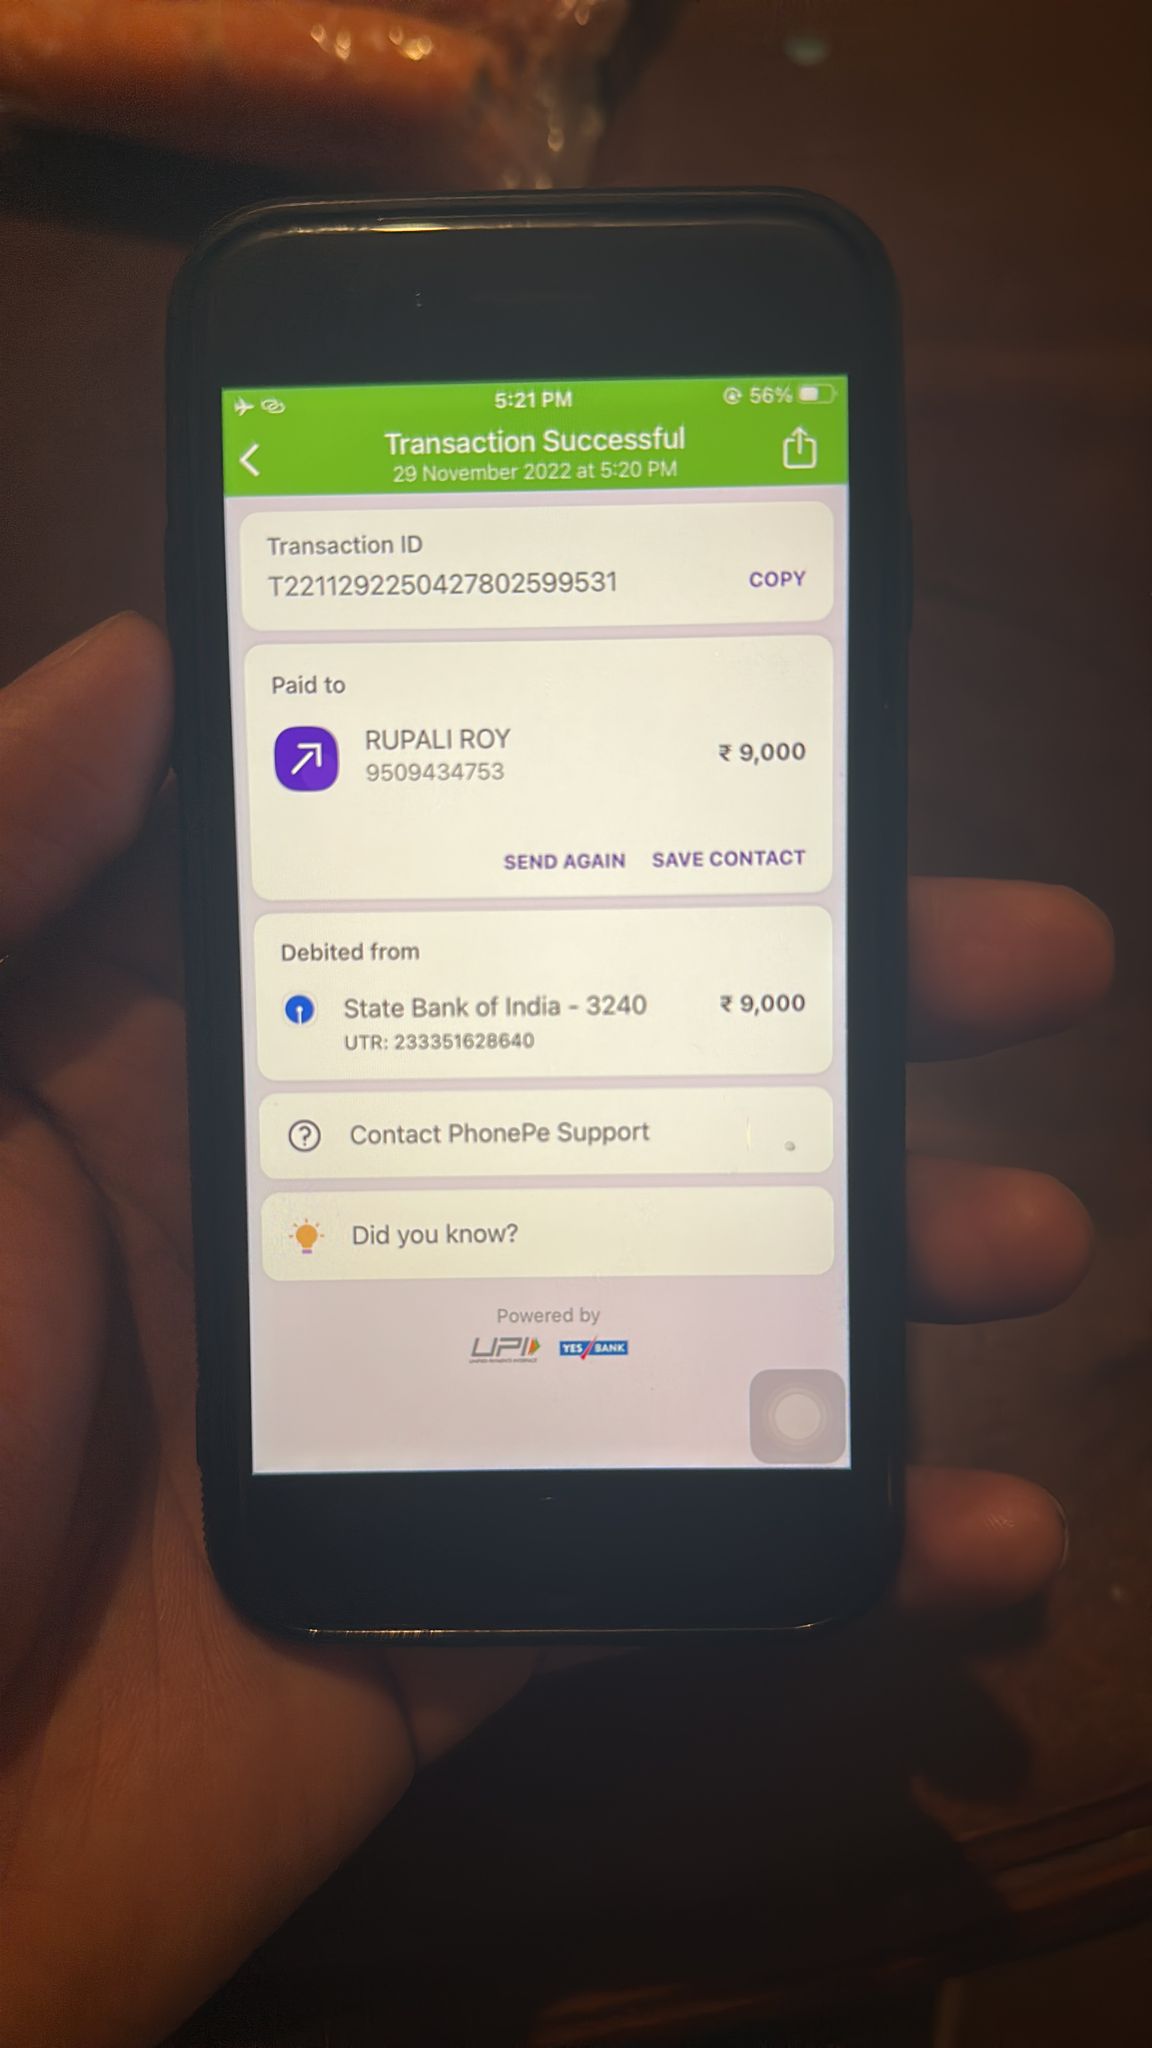 5:21 PM
56%
Transaction Successful
29 November 2022 at 5:20 PM
Transaction ID
T2211292250427802599531
COPY
Paid to
RUPALI ROY
₹ 9,000
9509434753
SEND AGAIN SAVE CONTACT
Debited from
State Bank of India - 3240
₹ 9,000
UTR: 233351628640
Contact PhonePe Support
Did you know?
Powered by
UPI
YES BANK